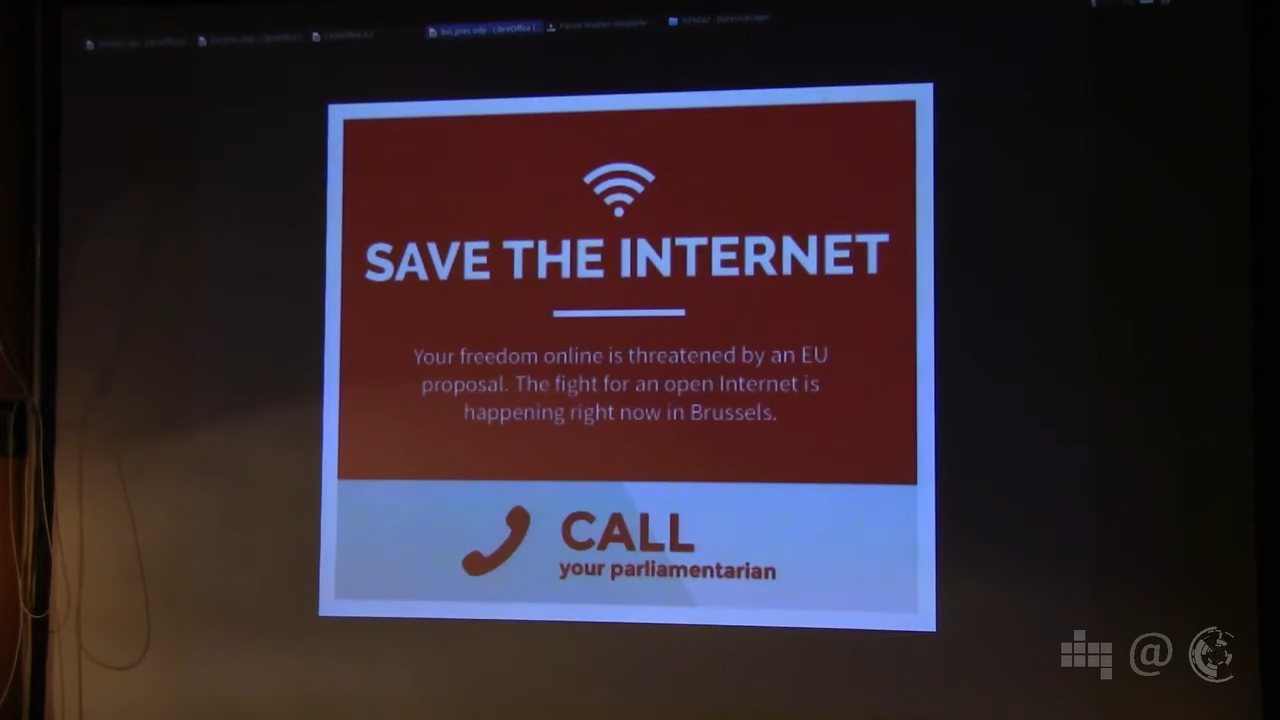 SAVE THE INTERNET
Your freedom online is threatened by an EU
proposal. The fight for an open Internet is
happening right now in Brussels.
CALL
your parliamentarian
@